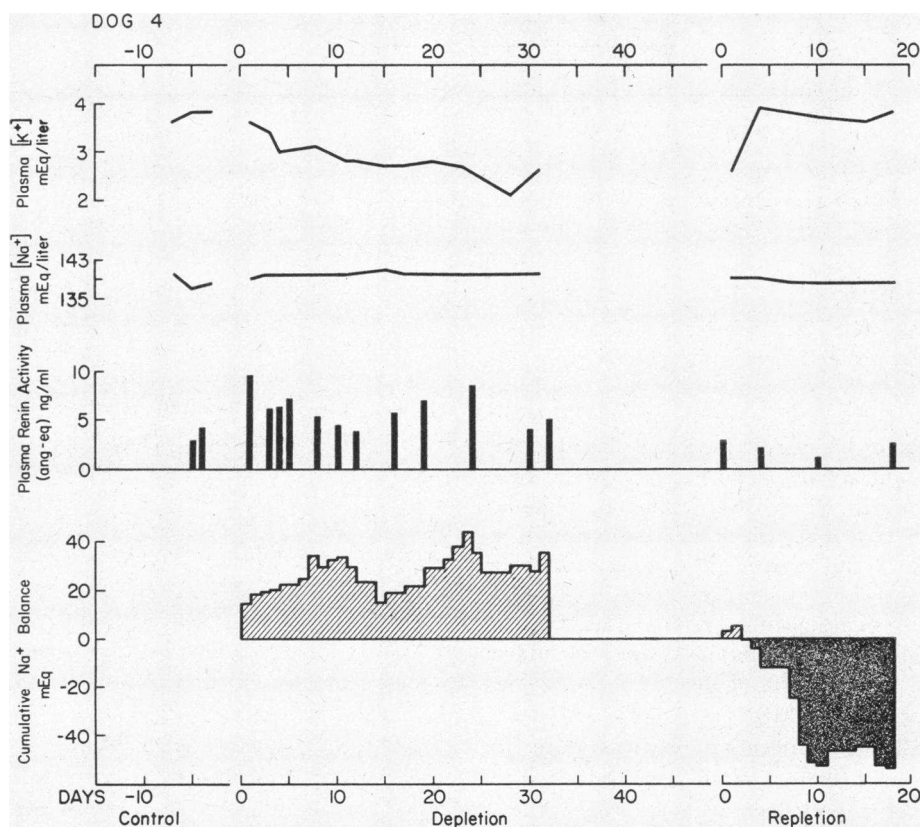 DOG 4
-10 0 10 20 30 40 0 10 20
Plasma [K+]
mEq/liter
4
3
2
Plasma [Na+]
mEq/liter
143
135
Plasma Renin Activity
(ang-eq) ng/ml
10
5
0
Cumulative Na+ Balance
mEq
40
20
0
-20
-40
DAYS -10 0 10 20 30 40 0 10 20
Control Depletion Repletion